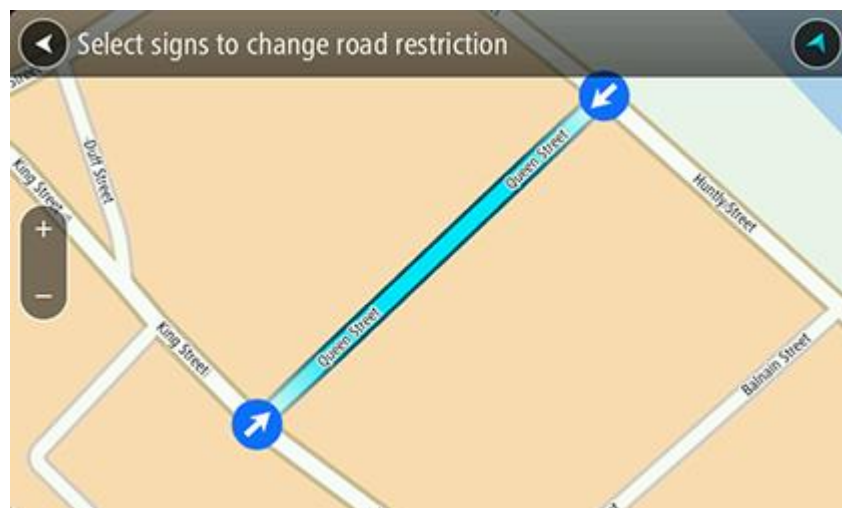 Select signs to change road restriction
Street
Duff Street
King Street
Queen Street
Huntly Street
+
–
Queen Street
King Street
Balnain Street